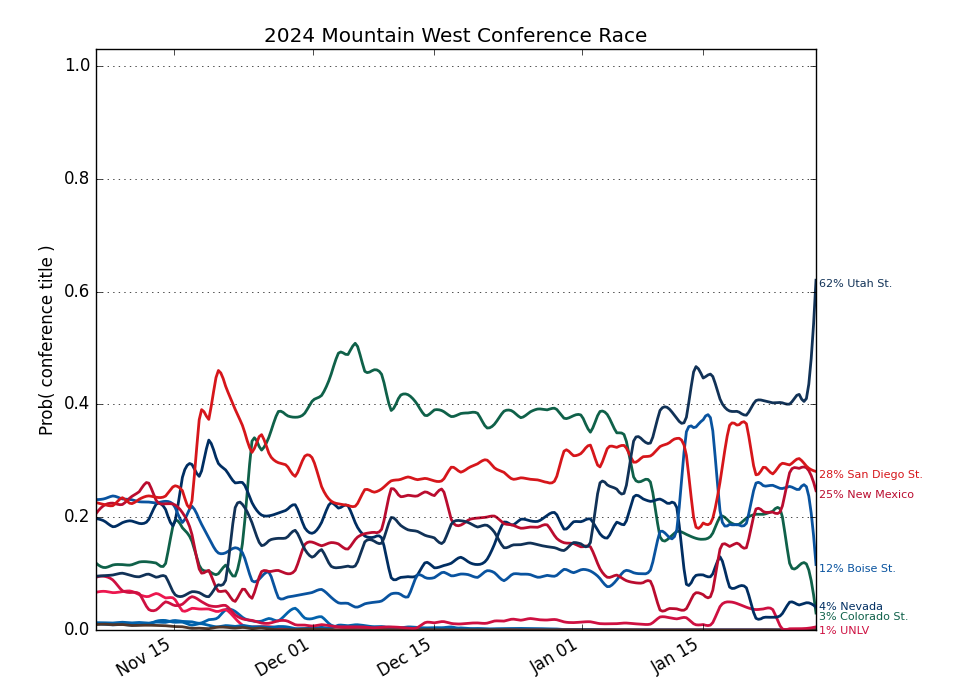 2024 Mountain West Conference Race
Prob( conference title )
1.0
0.8
0.6
0.4
0.2
0.0
Nov 15
Dec 01
Dec 15
Jan 01
Jan 15
62% Utah St.
28% San Diego St.
25% New Mexico
12% Boise St.
4% Nevada
3% Colorado St.
1% UNLV